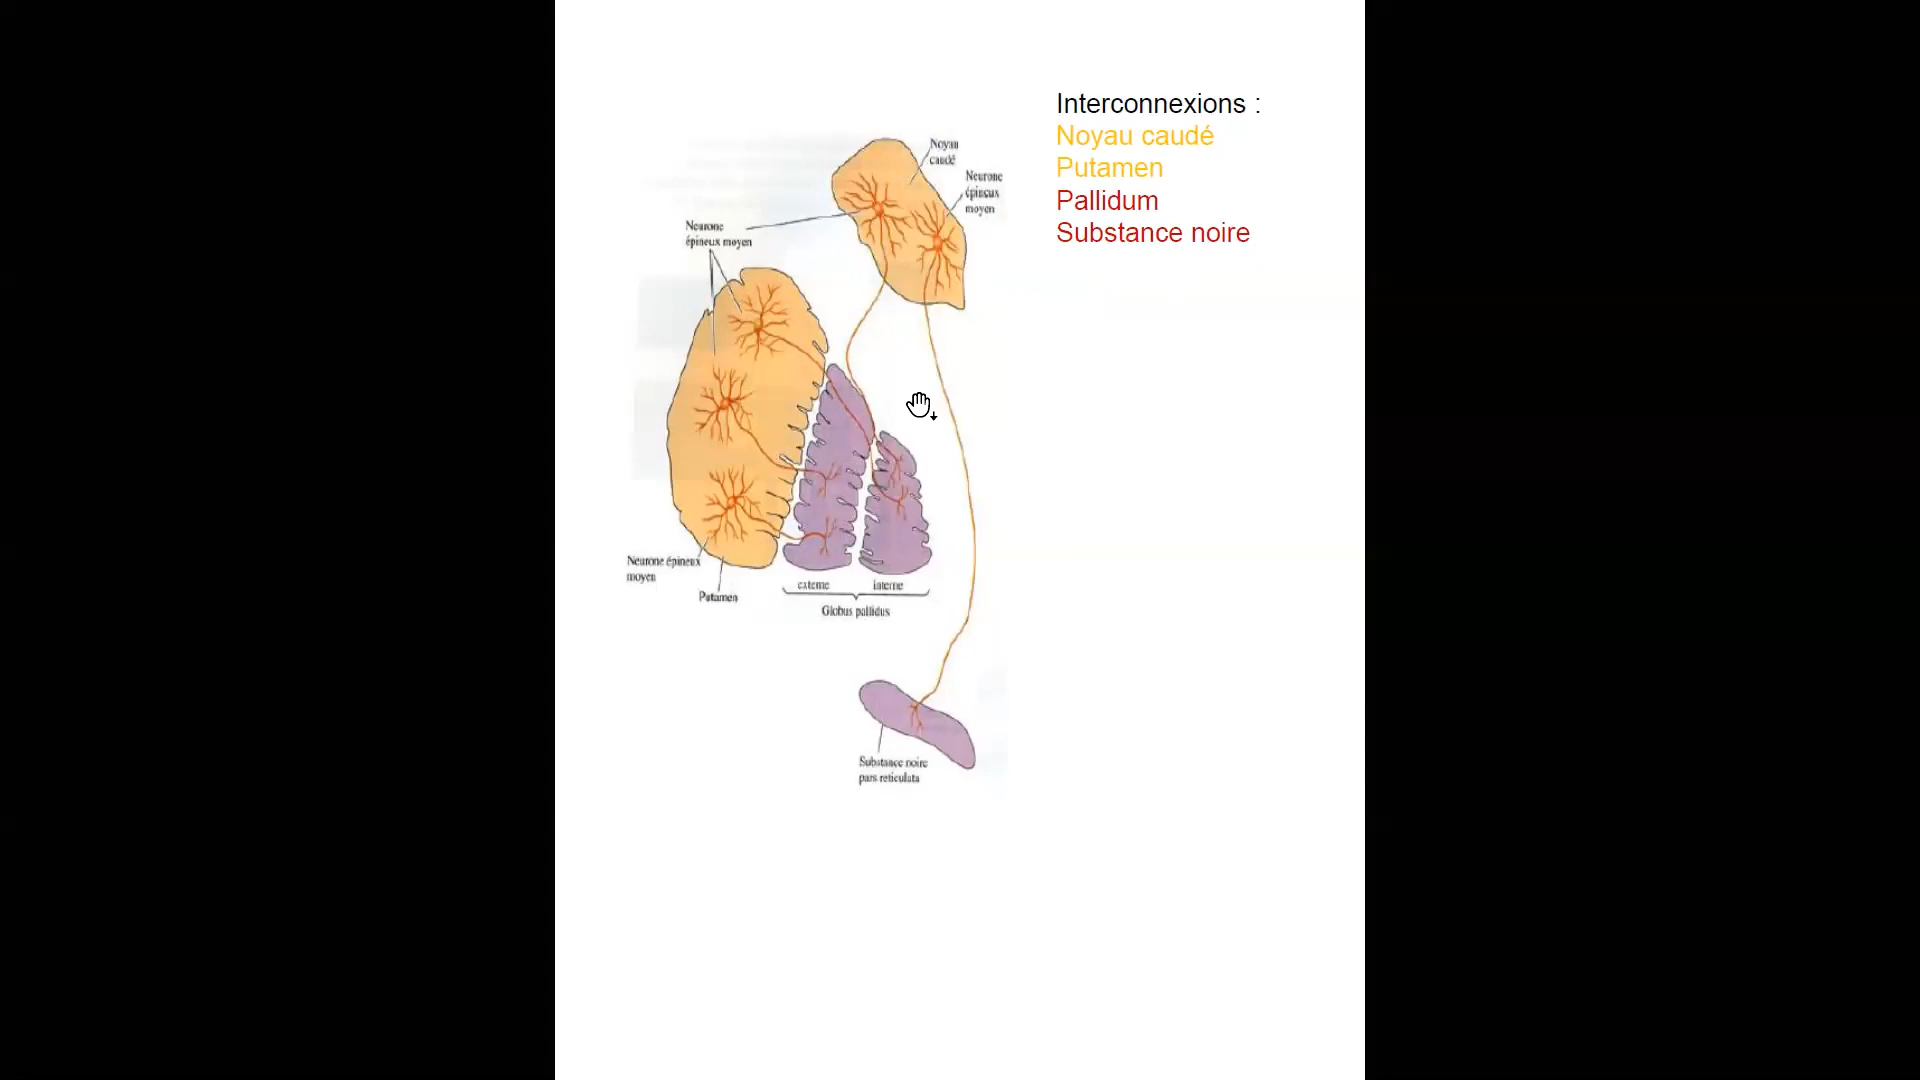 Interconnexions :
Noyau caudé
Putamen
Pallidum
Substance noire
Noyau
caudé
Neurone
épineux
moyen
Neurone
épineux moyen
Neurone épineux
moyen
Putamen
externe
interne
Globus pallidus
Substance noire
pars reticulata